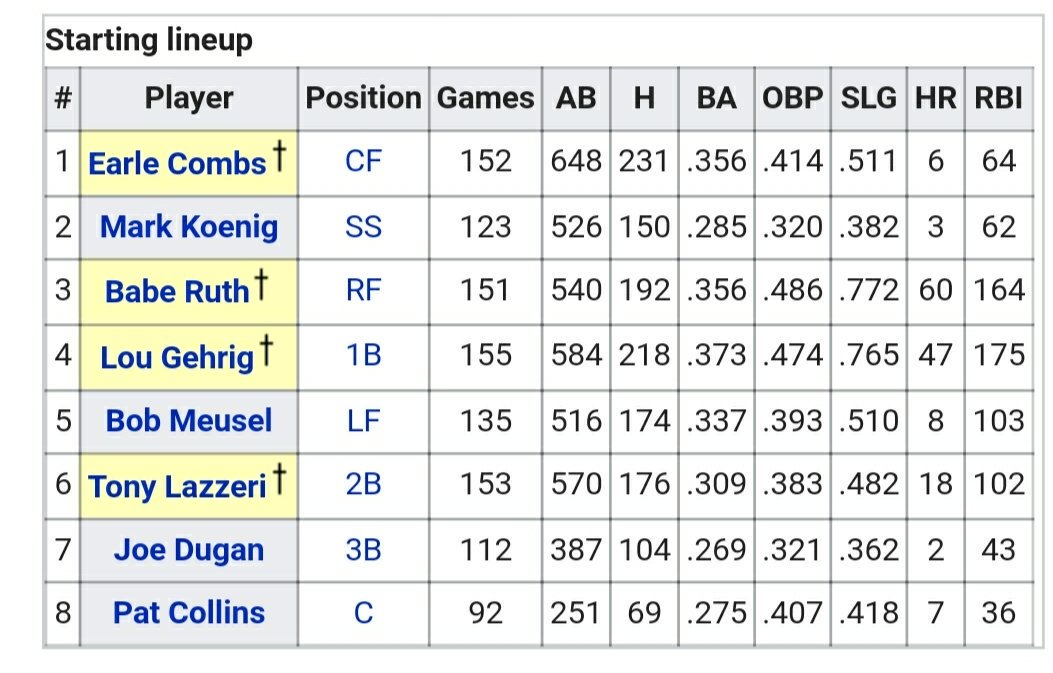 Starting lineup
# Player Position Games AB H BA OBP SLG HR RBI
1 Earle Combs† CF 152 648 231 .356 .414 .511 6 64
2 Mark Koenig SS 123 526 150 .285 .320 .382 3 62
3 Babe Ruth† RF 151 540 192 .356 .486 .772 60 164
4 Lou Gehrig† 1B 155 584 218 .373 .474 .765 47 175
5 Bob Meusel LF 135 516 174 .337 .393 .510 8 103
6 Tony Lazzeri† 2B 153 570 176 .309 .383 .482 18 102
7 Joe Dugan 3B 112 387 104 .269 .321 .362 2 43
8 Pat Collins C 92 251 69 .275 .407 .418 7 36